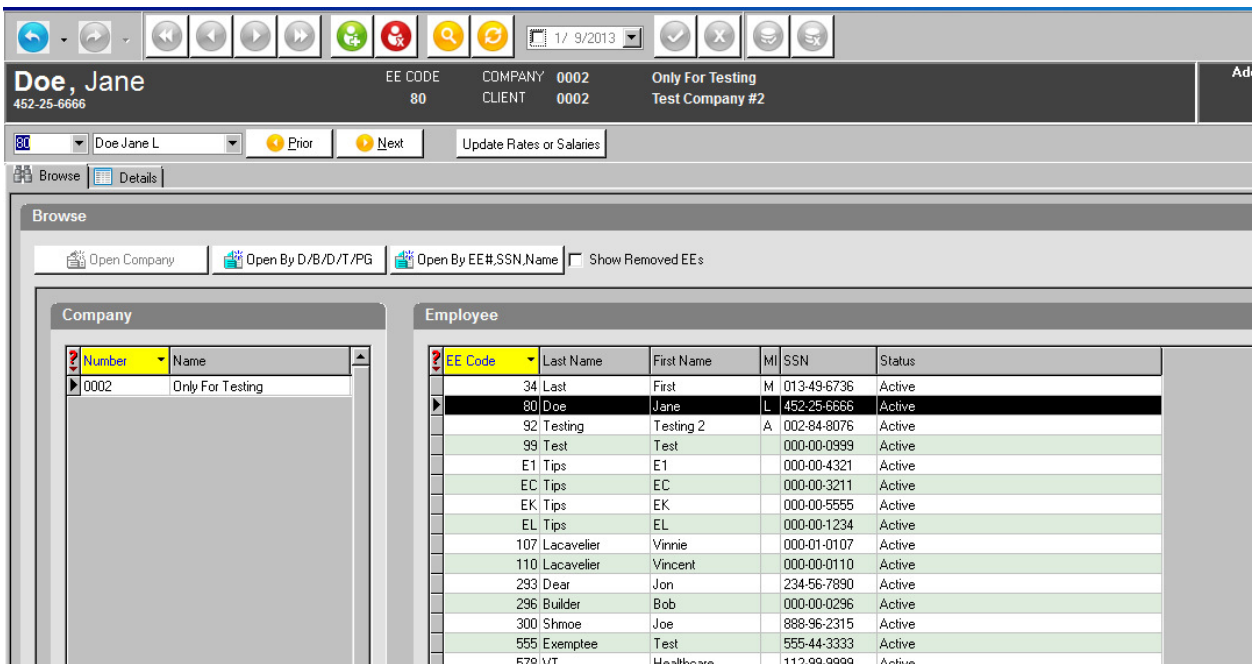 1/ 9/2013
Doe, Jane EE CODE COMPANY 0002 Only For Testing
452-25-6666 80 CLIENT 0002 Test Company #2
80 Doe Jane L Prior Next Update Rates or Salaries
Browse Details
Browse
Open Company Open By D/B/D/T/PG Open By EE#,SSN,Name Show Removed EEs
Company Employee
Number Name EE Code Last Name First Name MI SSN Status
0002 Only For Testing 34 Last First M 013-49-6736 Active
80 Doe Jane L 452-25-6666 Active
92 Testing Testing 2 A 002-84-8076 Active
99 Test Test 000-00-0999 Active
E1 Tips E1 000-00-4321 Active
EC Tips EC 000-00-3211 Active
EK Tips EK 000-00-5555 Active
EL Tips EL 000-00-1234 Active
107 Lacavelier Vinnie 000-01-0107 Active
110 Lacavelier Vincent 000-00-0110 Active
293 Dear Jon 234-56-7890 Active
296 Builder Bob 000-00-0296 Active
300 Shmoe Joe 888-96-2315 Active
555 Exemptee Test 555-44-3333 Active
578 VT Healthcare 112-99-9999 Active